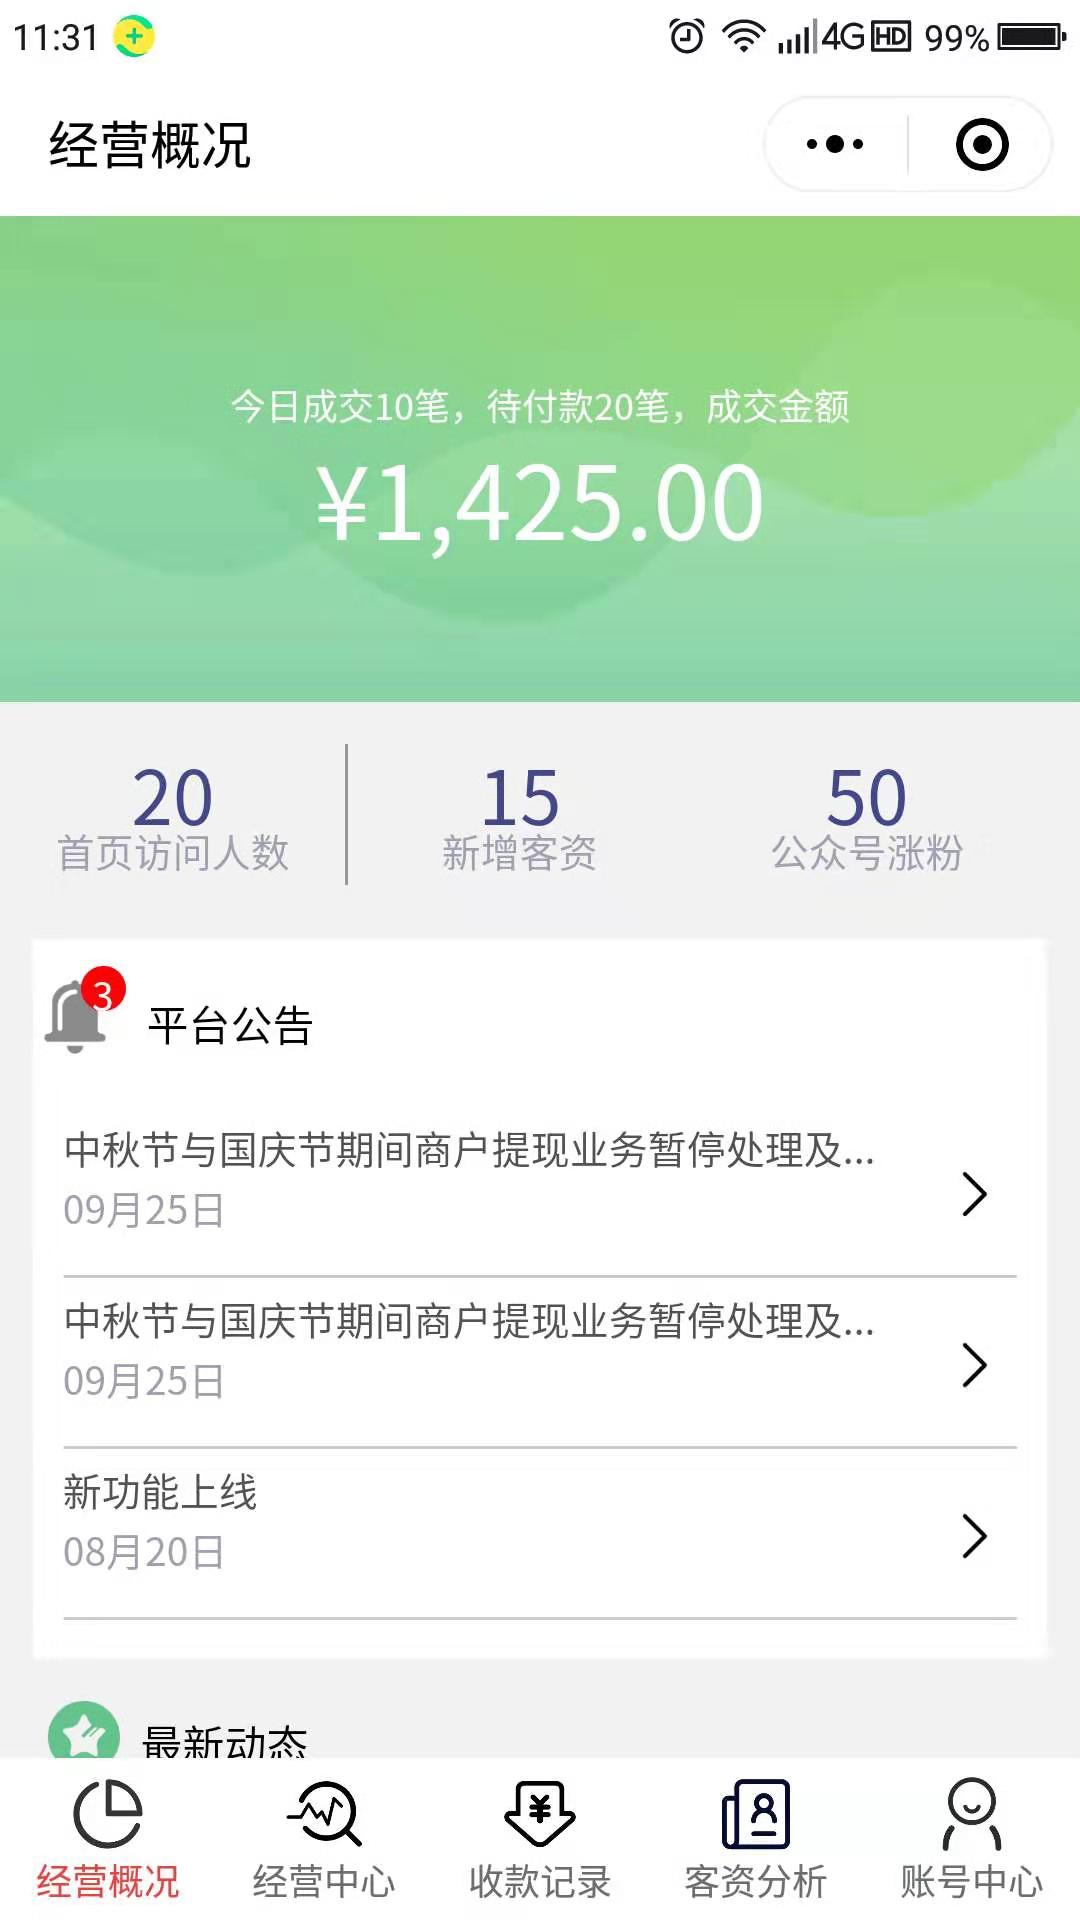 11:31
4G HD 99%
经营概况
今日成交10笔，待付款20笔，成交金额
¥1,425.00
20
首页访问人数
15
新增客资
50
公众号涨粉
3
平台公告
中秋节与国庆节期间商户提现业务暂停处理及...
09月25日
中秋节与国庆节期间商户提现业务暂停处理及...
09月25日
新功能上线
08月20日
最新动态
经营概况
经营中心
收款记录
客资分析
账号中心